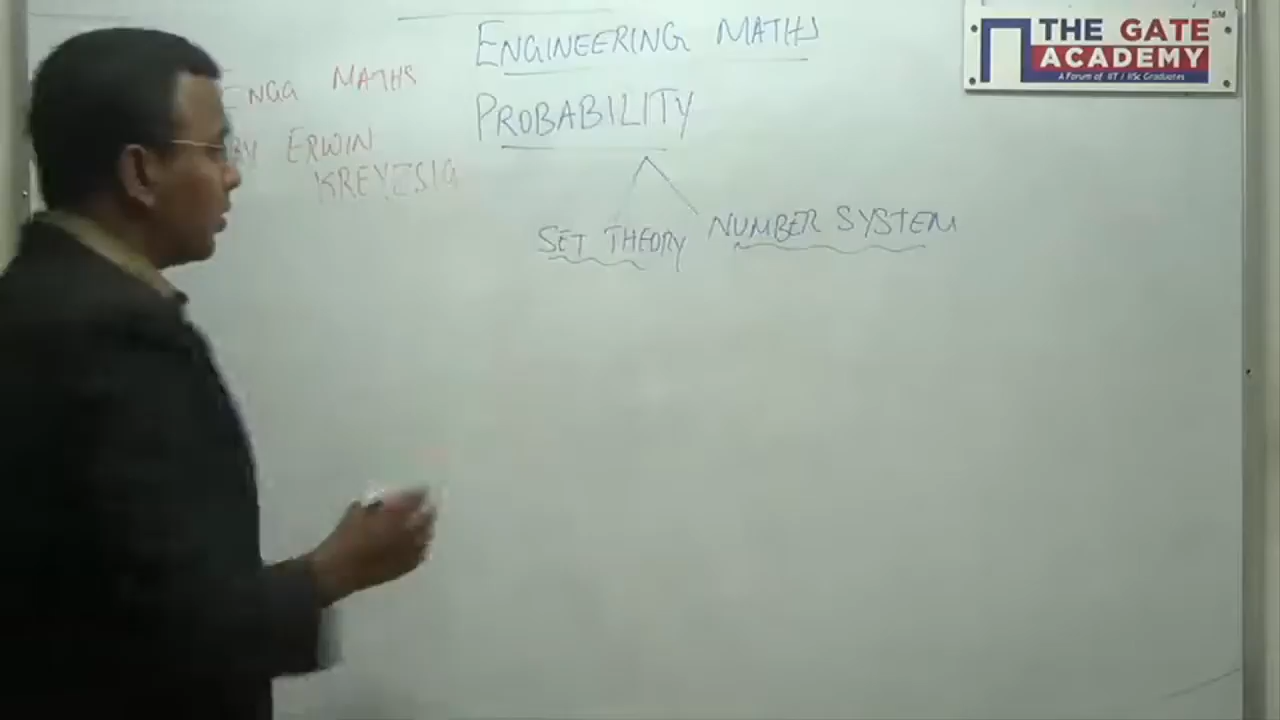 ENGINEERING MATHS
PROBABILITY
SET THEORY
NUMBER SYSTEM
ENGG MATHS
BY ERWIN
KREYZSIG
THE GATE
ACADEMY
SM
A Forum of IIT / IISc Graduates